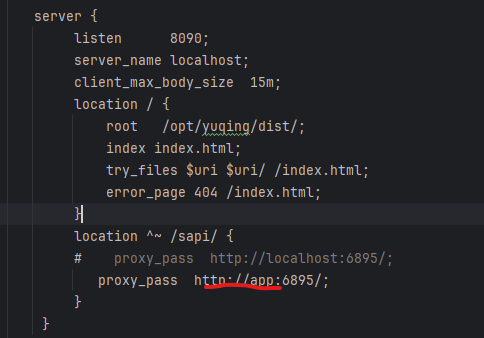 server {
listen 8090;
server_name localhost;
client_max_body_size 15m;
location / {
root /opt/yuqing/dist/;
index index.html;
try_files $uri $uri/ /index.html;
error_page 404 /index.html;
}
location ^~ /sapi/ {
# proxy_pass http://localhost:6895/;
proxy_pass http://app:6895/;
}
}